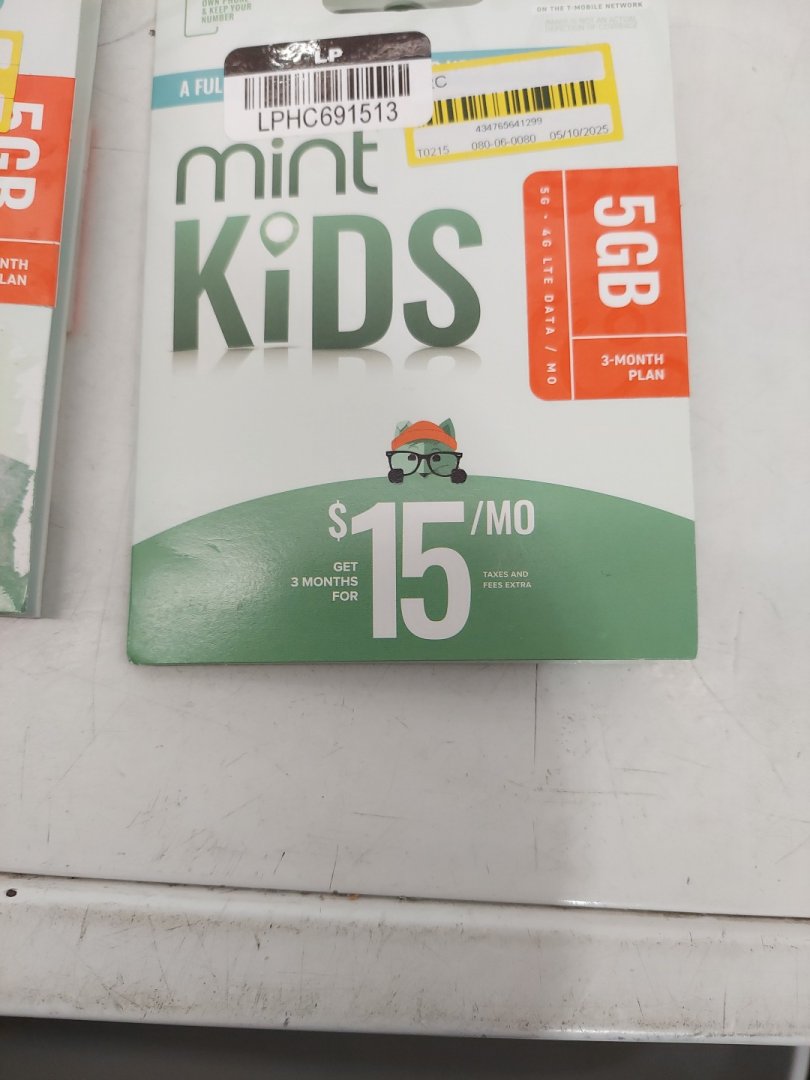 OWN PHONE
& KEEP YOUR
NUMBER
ON THE T-MOBILE NETWORK
LP
LPHC691513
A FUL
434765641299
T0215 080-06-0080 05/10/2025
mint
KiDS
5GB
5G • 4G LTE DATA / MO
3-MONTH
PLAN
GET
3 MONTHS
FOR
$15/MO
TAXES AND
FEES EXTRA
5GB
NTH
LAN